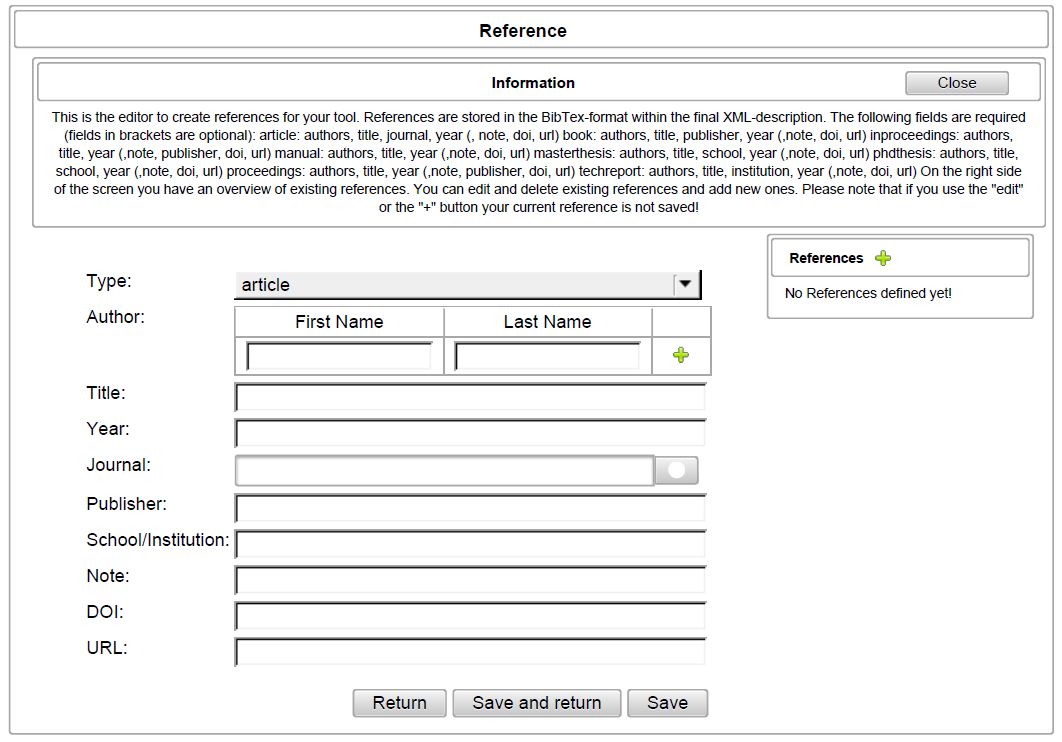 Reference
Information
Close
This is the editor to create references for your tool. References are stored in the BibTex-format within the final XML-description. The following fields are required
(fields in brackets are optional): article: authors, title, journal, year (, note, doi, url) book: authors, title, publisher, year (,note, doi, url) inproceedings: authors,
title, year (,note, publisher, doi, url) manual: authors, title, year (,note, doi, url) masterthesis: authors, title, school, year (,note, doi, url) phdthesis: authors, title,
school, year (,note, doi, url) proceedings: authors, title, year (,note, publisher, doi, url) techreport: authors, title, institution, year (,note, doi, url) On the right side
of the screen you have an overview of existing references. You can edit and delete existing references and add new ones. Please note that if you use the "edit"
or the "+" button your current reference is not saved!
References
No References defined yet!
Type:
article
Author:
First Name
Last Name
Title:
Year:
Journal:
Publisher:
School/Institution:
Note:
DOI:
URL:
Return
Save and return
Save